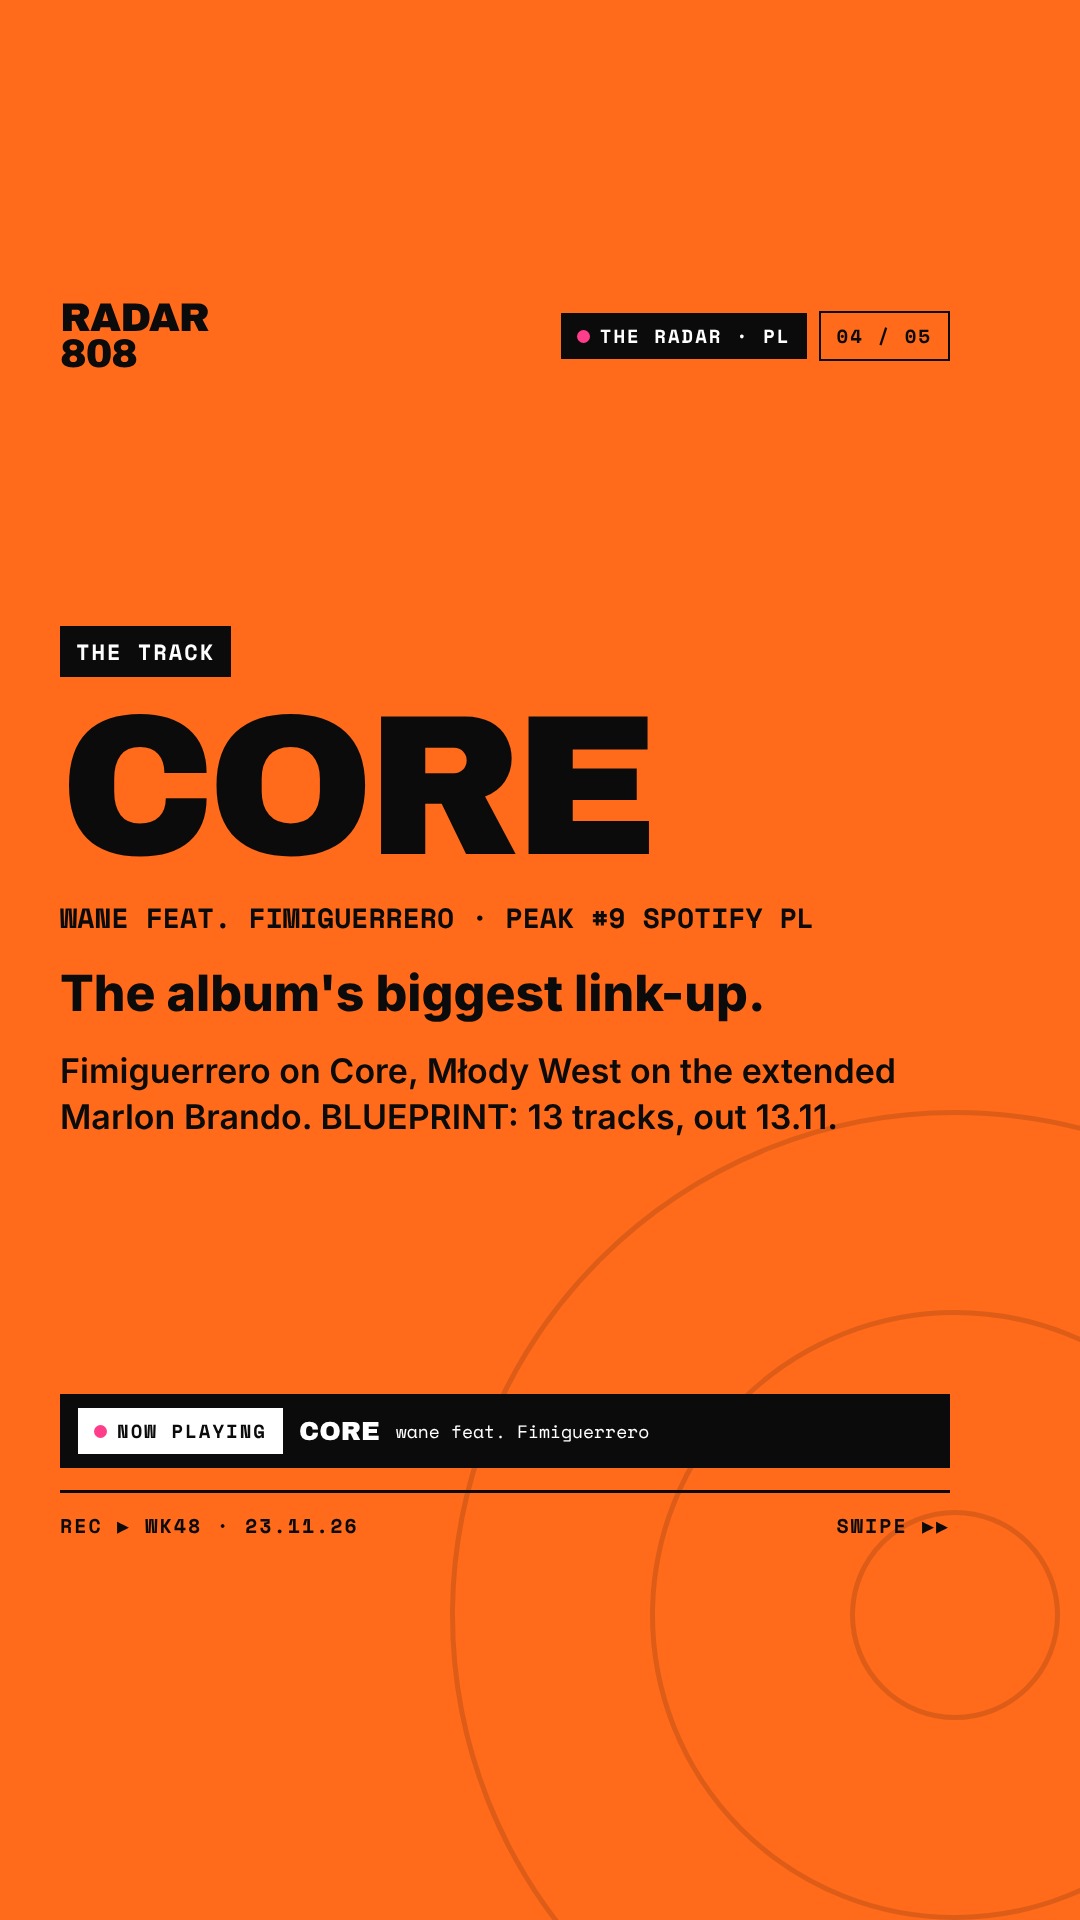 RADAR
808
THE RADAR · PL
04 / 05
THE TRACK
CORE
WANE FEAT. FIMIGUERRERO · PEAK #9 SPOTIFY PL
The album's biggest link-up.
Fimiguerrero on Core, Młody West on the extended
Marlon Brando. BLUEPRINT: 13 tracks, out 13.11.
NOW PLAYING CORE wane feat. Fimiguerrero
REC ▶ WK48 · 23.11.26
SWIPE ▶▶